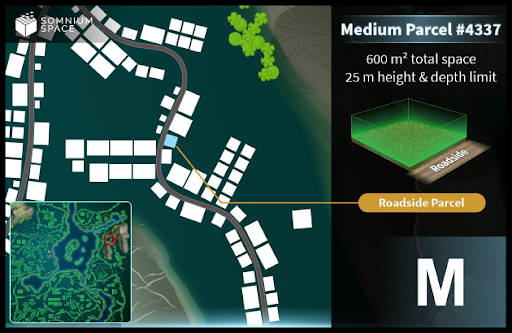 SOMNIUM
SPACE
Medium Parcel #4337
600 m² total space
25 m height & depth limit
Roadside
Roadside Parcel
M